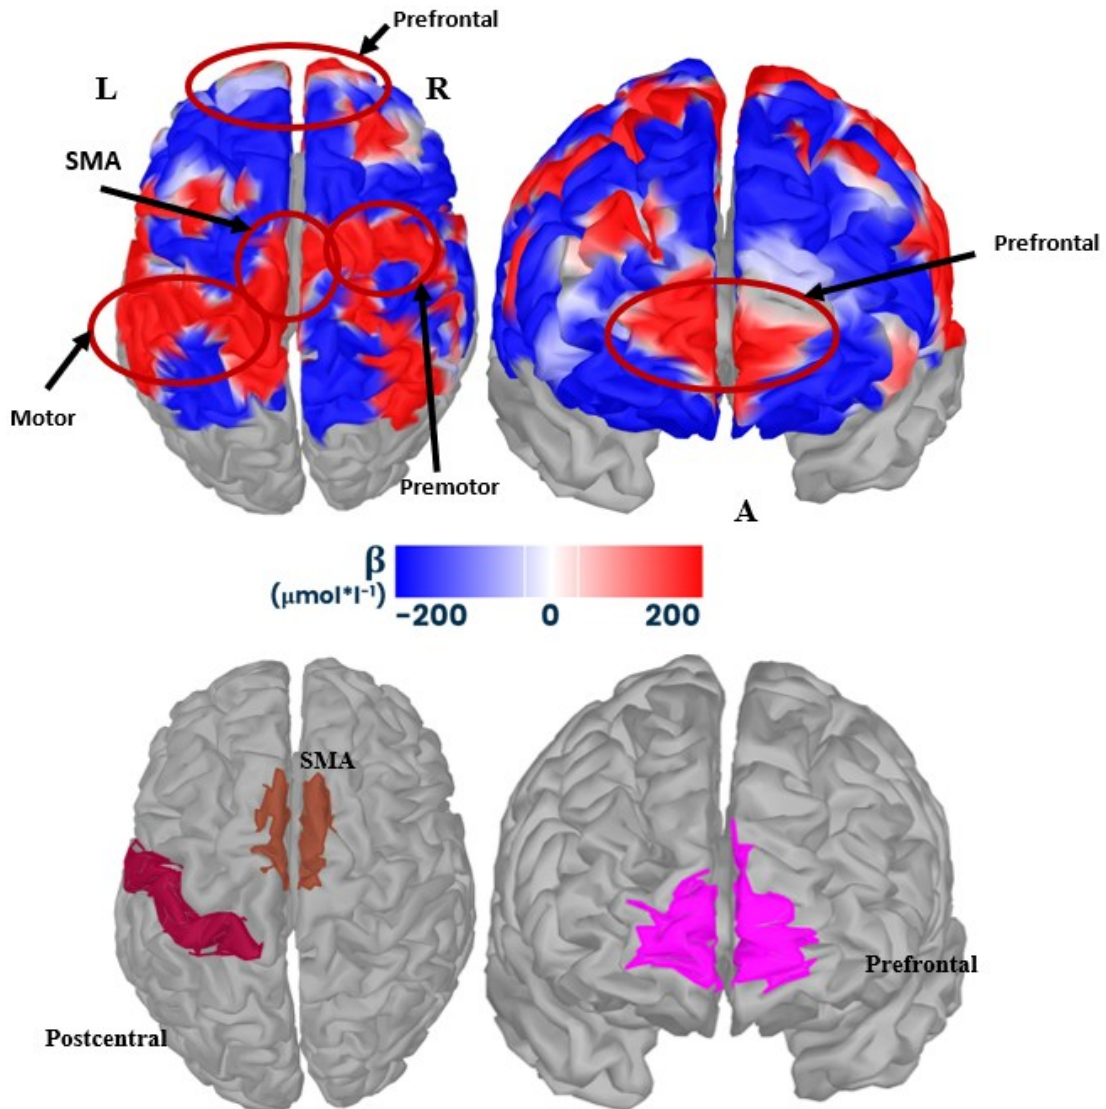 Prefrontal
L
R
SMA
Prefrontal
Motor
Premotor
A
β
(μmol*l⁻¹)
−200 0 200
SMA
Prefrontal
Postcentral